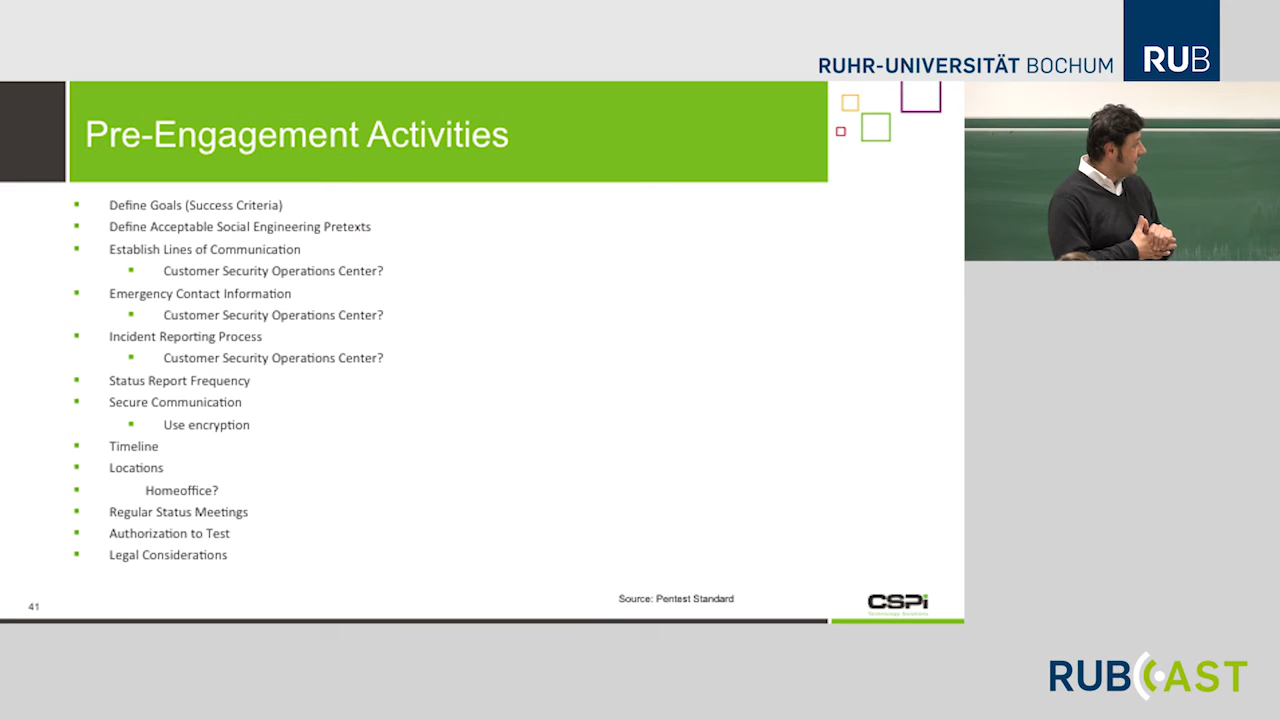 RUHR-UNIVERSITÄT BOCHUM
RUB
Pre-Engagement Activities
Define Goals (Success Criteria)
Define Acceptable Social Engineering Pretexts
Establish Lines of Communication
Customer Security Operations Center?
Emergency Contact Information
Customer Security Operations Center?
Incident Reporting Process
Customer Security Operations Center?
Status Report Frequency
Secure Communication
Use encryption
Timeline
Locations
Homeoffice?
Regular Status Meetings
Authorization to Test
Legal Considerations
41
Source: Pentest Standard
CSPi
RUBCAST